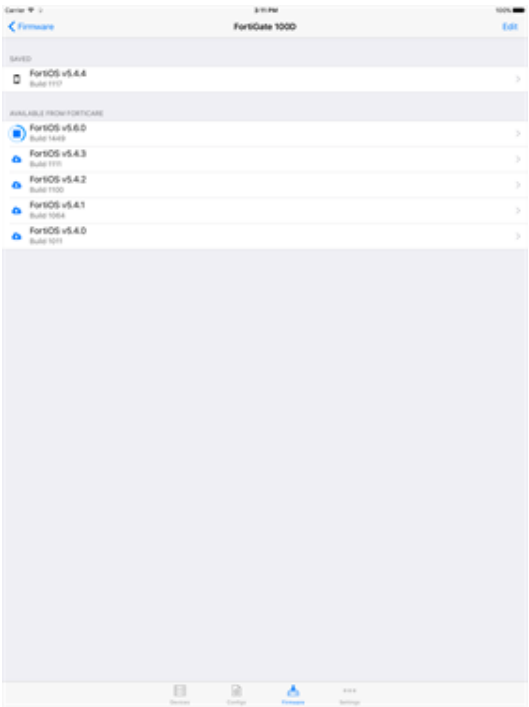 Carrier
3:11 PM
100%
Firmware
FortiGate 100D
Edit
SAVED
FortiOS v5.4.4
Build 1117
AVAILABLE FROM FORTICARE
FortiOS v5.6.0
Build 1449
FortiOS v5.4.3
Build 1111
FortiOS v5.4.2
Build 1100
FortiOS v5.4.1
Build 1064
FortiOS v5.4.0
Build 1011
Devices
Configs
Firmware
Settings